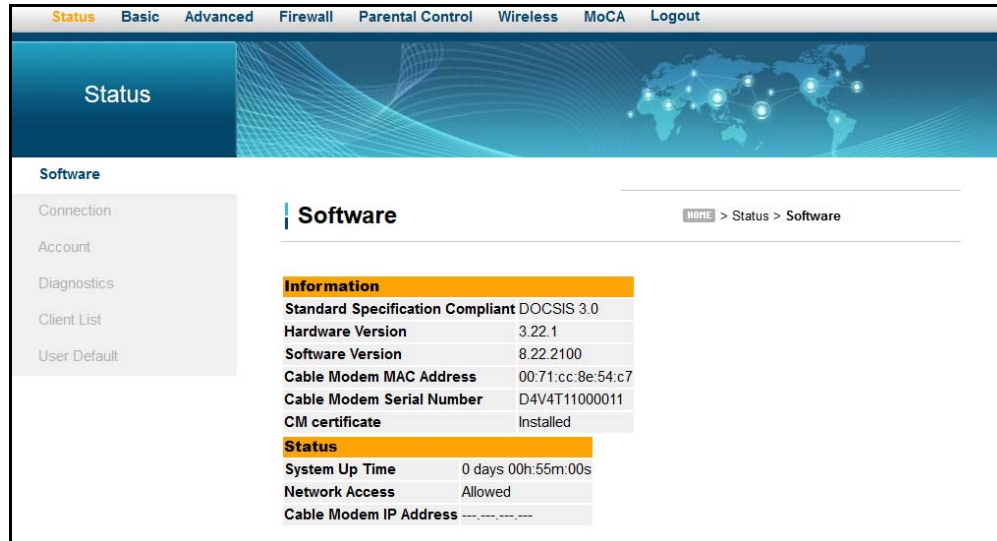 Status Basic Advanced Firewall Parental Control Wireless MoCA Logout
Status
Software
Connection
Account
Diagnostics
Client List
User Default
Software
HOME > Status > Software
Information
Standard Specification Compliant DOCSIS 3.0
Hardware Version 3.22.1
Software Version 8.22.2100
Cable Modem MAC Address 00:71:cc:8e:54:c7
Cable Modem Serial Number D4V4T11000011
CM certificate Installed
Status
System Up Time 0 days 00h:55m:00s
Network Access Allowed
Cable Modem IP Address ---.---.---.---